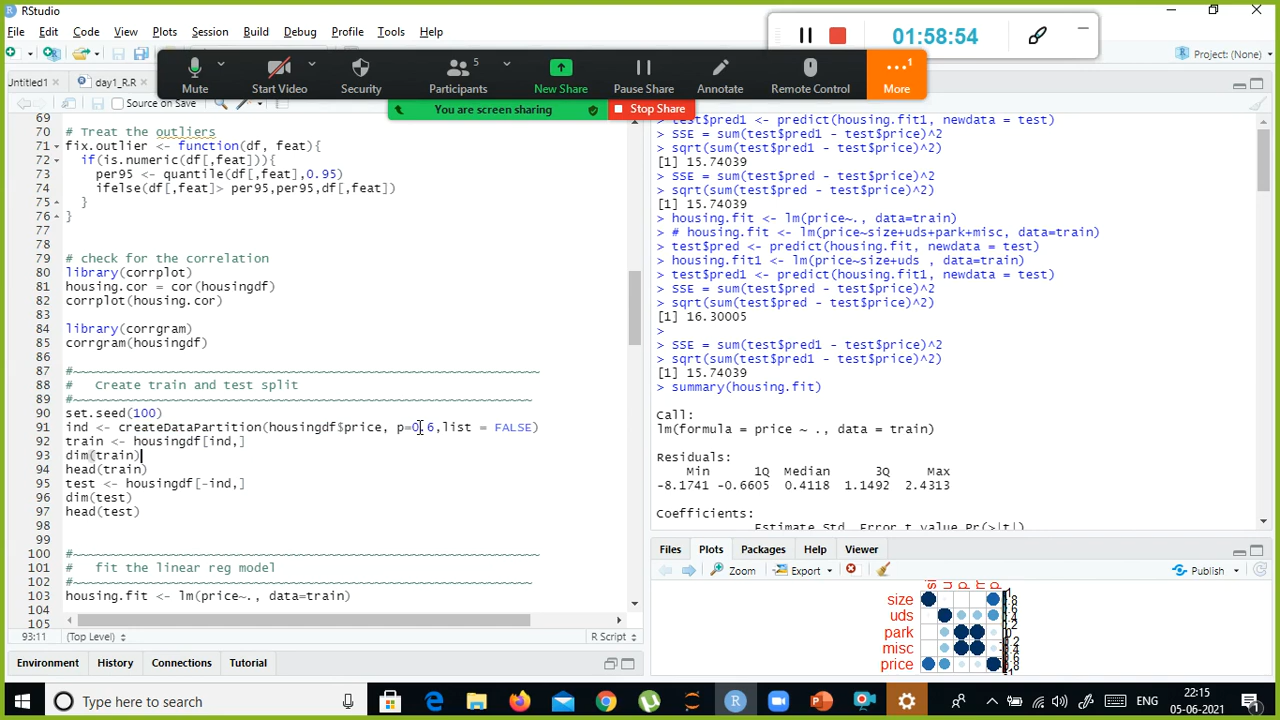 RStudio
File Edit Code View Plots Session Build Debug Profile Tools Help
01:58:54
Project: (None)
Untitled1 day1_R.R
Mute Start Video Security Participants 5 New Share Pause Share Annotate Remote Control More 1
You are screen sharing Stop Share
Source on Save
69
70 # Treat the outliers
71 fix.outlier <- function(df, feat){
72 if(is.numeric(df[,feat])){
73 per95 <- quantile(df[,feat],0.95)
74 ifelse(df[,feat]> per95,per95,df[,feat])
75 }
76 }
77
78
79 # check for the correlation
80 library(corrplot)
81 housing.cor = cor(housingdf)
82 corrplot(housing.cor)
83
84 library(corrgram)
85 corrgram(housingdf)
86
87 #~~~~~~~~~~~~~~~~~~~~~~~~~~~~~~~~~~~~~~~~~~~~~~~~~~~~~~~~~~~
88 # Create train and test split
89 #~~~~~~~~~~~~~~~~~~~~~~~~~~~~~~~~~~~~~~~~~~~~~~~~~~~~~~~~~~
90 set.seed(100)
91 ind <- createDataPartition(housingdf$price, p=0.6,list = FALSE)
92 train <- housingdf[ind,]
93 dim(train)
94 head(train)
95 test <- housingdf[-ind,]
96 dim(test)
97 head(test)
98
99
100 #~~~~~~~~~~~~~~~~~~~~~~~~~~~~~~~~~~~~~~~~~~~~~~~~~~~~~~~~~~~
101 # fit the linear reg model
102 #~~~~~~~~~~~~~~~~~~~~~~~~~~~~~~~~~~~~~~~~~~~~~~~~~~~~~~~~~~
103 housing.fit <- lm(price~., data=train)
104
105
93:11 (Top Level) R Script
Environment History Connections Tutorial
> test$pred1 <- predict(housing.fit1, newdata = test)
> SSE = sum(test$pred1 - test$price)^2
> sqrt(sum(test$pred1 - test$price)^2)
[1] 15.74039
> SSE = sum(test$pred1 - test$price)^2
> sqrt(sum(test$pred1 - test$price)^2)
[1] 15.74039
> housing.fit <- lm(price~., data=train)
> # housing.fit <- lm(price~size+uds+park+misc, data=train)
> test$pred <- predict(housing.fit, newdata = test)
> housing.fit1 <- lm(price~size+uds , data=train)
> test$pred1 <- predict(housing.fit1, newdata = test)
> SSE = sum(test$pred - test$price)^2
> sqrt(sum(test$pred - test$price)^2)
[1] 16.30005
>
> SSE = sum(test$pred1 - test$price)^2
> sqrt(sum(test$pred1 - test$price)^2)
[1] 15.74039
> summary(housing.fit)
Call:
lm(formula = price ~ ., data = train)
Residuals:
Min 1Q Median 3Q Max
-8.1741 -0.6605 0.4118 1.1492 2.4313
Coefficients:
Estimate Std. Error t value Pr(>|t|)
Files Plots Packages Help Viewer
Zoom Export Publish
size
uds
park
misc
price
Type here to search
ENG 22:15 05-06-2021 1